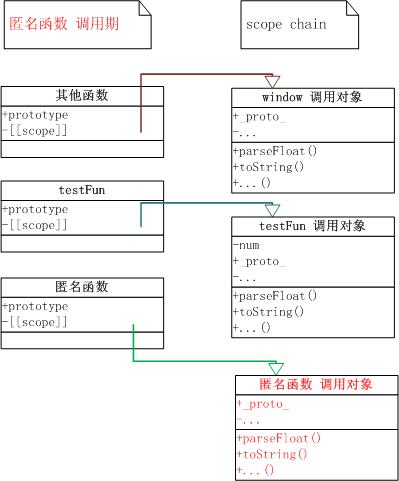 匿名函数 调用期
scope chain
其他函数
+prototype
-[[scope]]
window 调用对象
+_proto_
-...
+parseFloat()
+toString()
+...()
testFun
+prototype
-[[scope]]
testFun 调用对象
-num
+_proto_
-...
+parseFloat()
+toString()
+...()
匿名函数
+prototype
-[[scope]]
匿名函数 调用对象
+_proto_
-...
+parseFloat()
+toString()
+...()